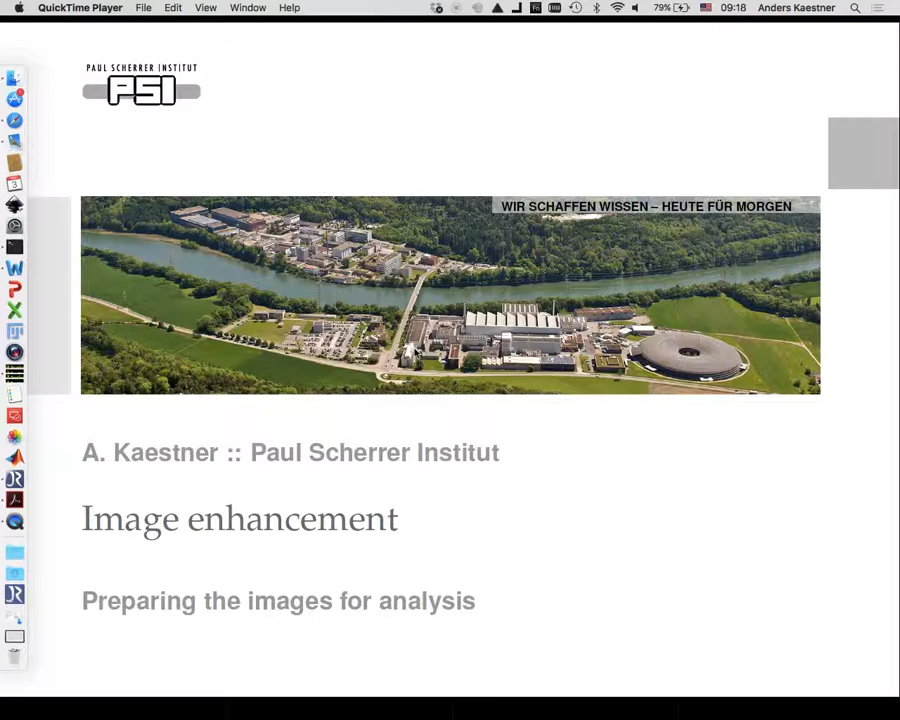 QuickTime Player File Edit View Window Help 79% 09:18 Anders Kaestner
PAUL SCHERRER INSTITUT
PSI
WIR SCHAFFEN WISSEN – HEUTE FÜR MORGEN
A. Kaestner :: Paul Scherrer Institut
Image enhancement
Preparing the images for analysis